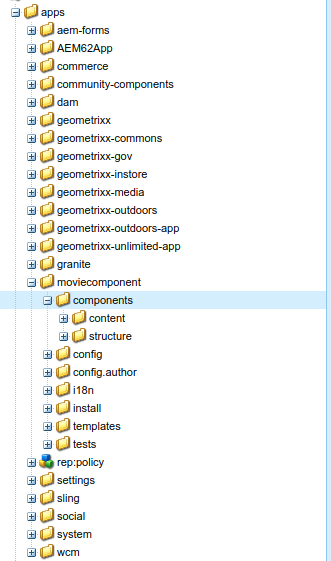 apps
aem-forms
AEM62App
commerce
community-components
dam
geometrixx
geometrixx-commons
geometrixx-gov
geometrixx-instore
geometrixx-media
geometrixx-outdoors
geometrixx-outdoors-app
geometrixx-unlimited-app
granite
moviecomponent
components
content
structure
config
config.author
i18n
install
templates
tests
rep:policy
settings
sling
social
system
wcm